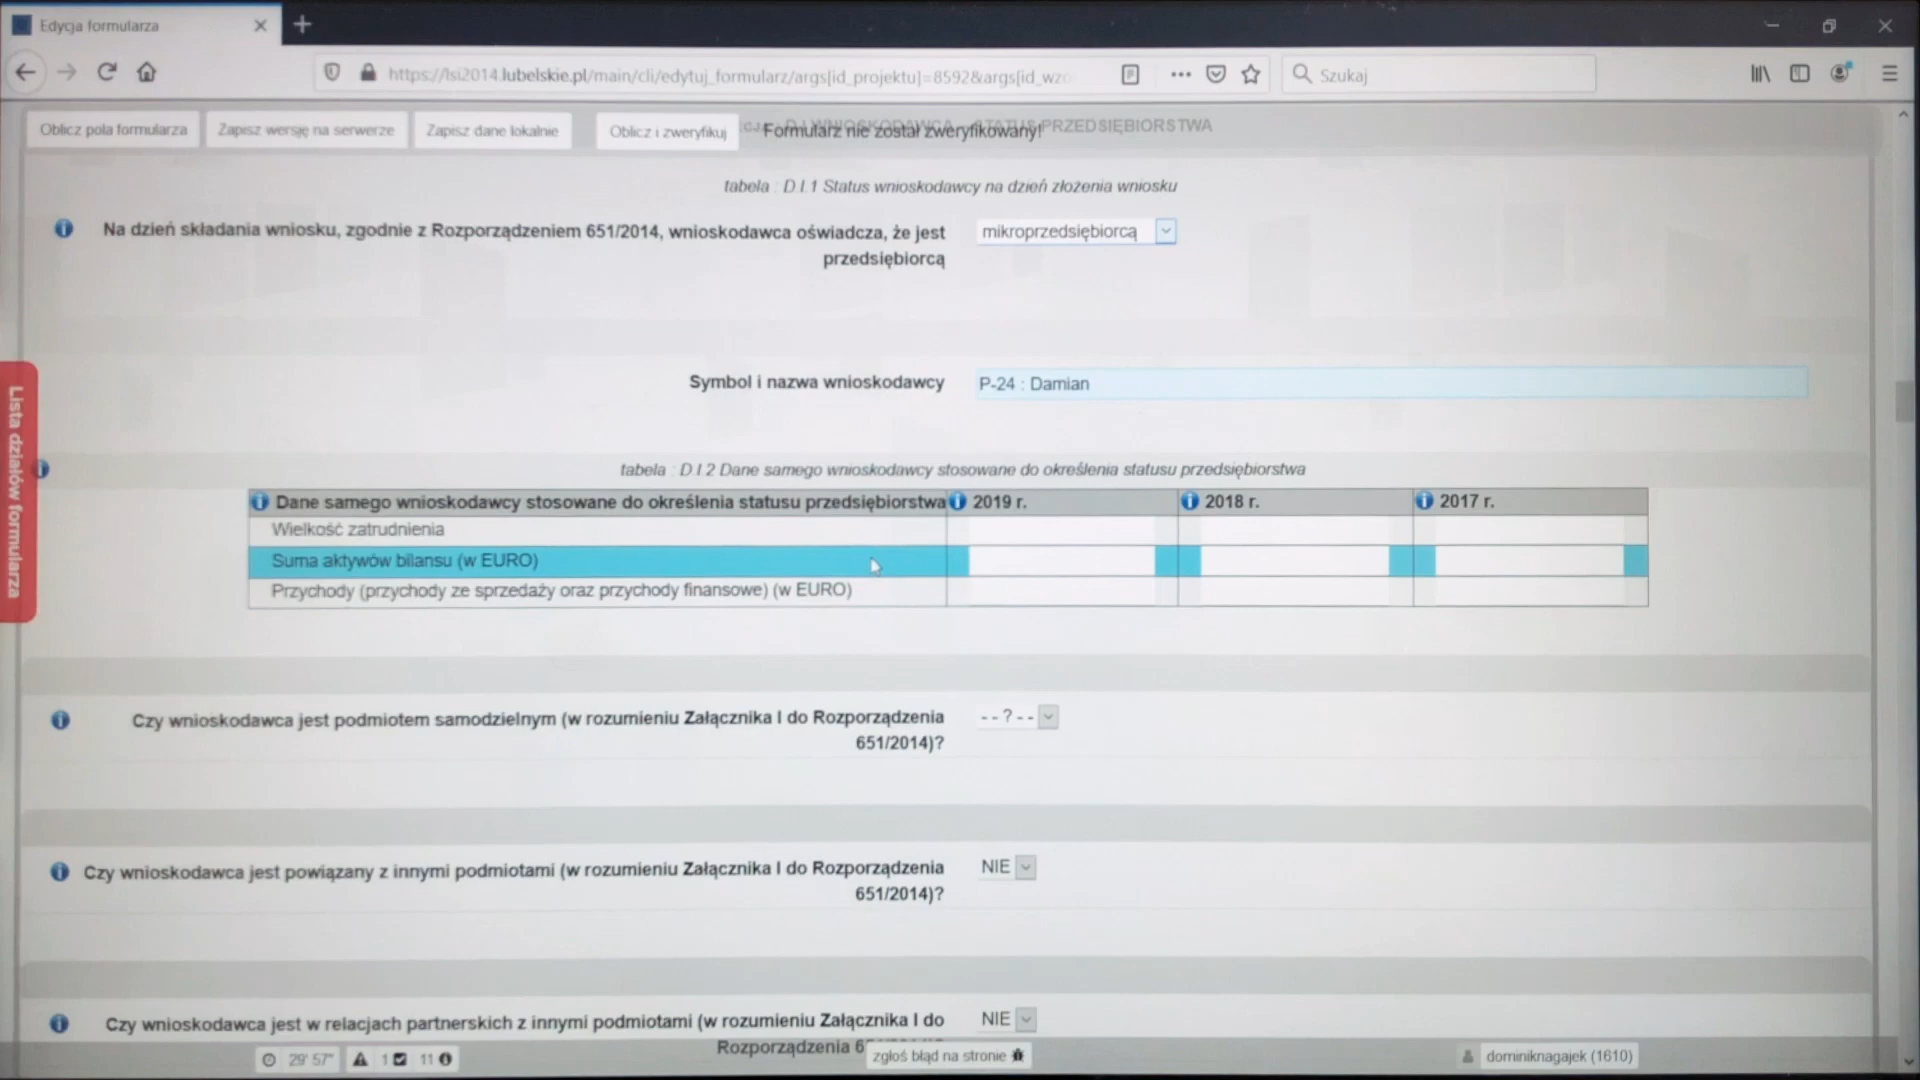 Edycja formularza
https://lsi2014.lubelskie.pl/main/cli/edytuj_formularz/args[id_projektu]=8592&args[id_wzo
Szukaj
Oblicz pola formularza
Zapisz wersję na serwerze
Zapisz dane lokalnie
Oblicz i zweryfikuj
Formularz nie został zweryfikowany!
PRZEDSIĘBIORSTWA
tabela : D.I.1 Status wnioskodawcy na dzień złożenia wniosku
Na dzień składania wniosku, zgodnie z Rozporządzeniem 651/2014, wnioskodawca oświadcza, że jest
przedsiębiorcą
mikroprzedsiębiorcą
Lista działów formularza
Symbol i nazwa wnioskodawcy
P-24 : Damian
tabela : D.I.2 Dane samego wnioskodawcy stosowane do określenia statusu przedsiębiorstwa
Dane samego wnioskodawcy stosowane do określenia statusu przedsiębiorstwa 2019 r. 2018 r. 2017 r.
Wielkość zatrudnienia
Suma aktywów bilansu (w EURO)
Przychody (przychody ze sprzedaży oraz przychody finansowe) (w EURO)
Czy wnioskodawca jest podmiotem samodzielnym (w rozumieniu Załącznika I do Rozporządzenia
651/2014)?
- - ? - -
Czy wnioskodawca jest powiązany z innymi podmiotami (w rozumieniu Załącznika I do Rozporządzenia
651/2014)?
NIE
Czy wnioskodawca jest w relacjach partnerskich z innymi podmiotami (w rozumieniu Załącznika I do
Rozporządzenia 6
NIE
29' 57"
1
11
zgłoś błąd na stronie
dominiknagajek (1610)